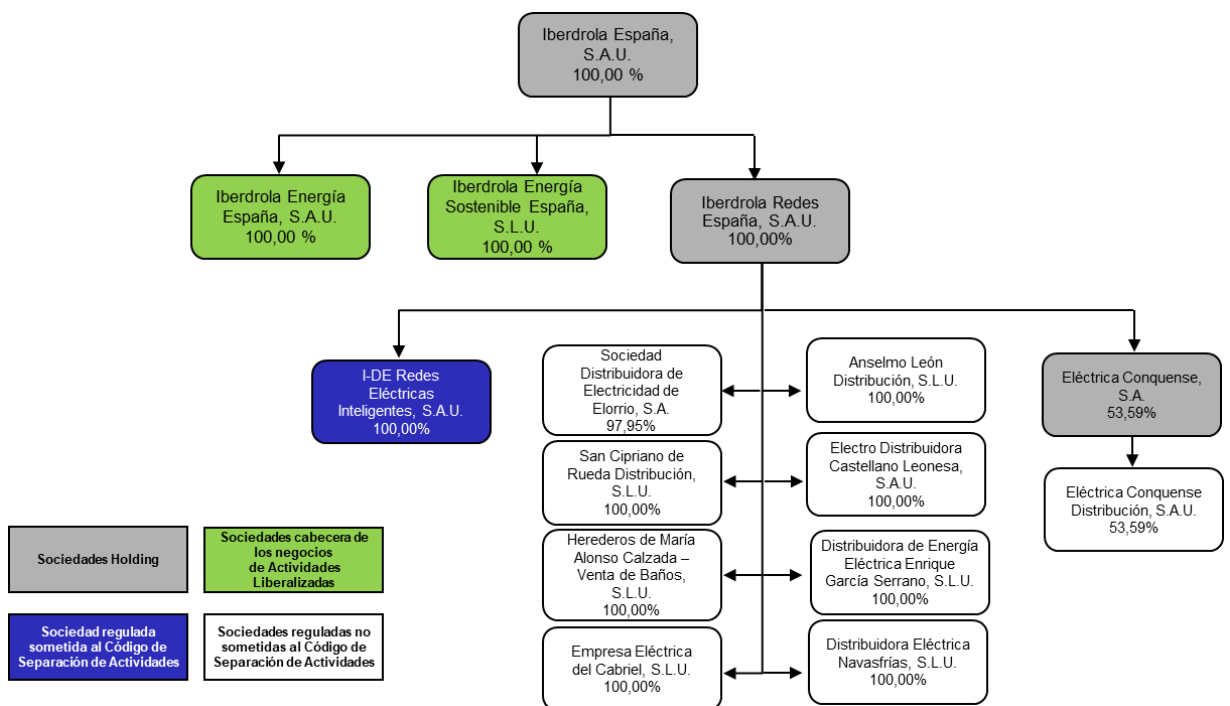 Iberdrola España,
S.A.U.
100,00 %
Iberdrola Energía
España, S.A.U.
100,00 %
Iberdrola Energía
Sostenible España,
S.L.U.
100,00 %
Iberdrola Redes
España, S.A.U.
100,00%
I-DE Redes
Eléctricas
Inteligentes, S.A.U.
100,00%
Sociedad
Distribuidora de
Electricidad de
Elorrio, S.A.
97,95%
Anselmo León
Distribución, S.L.U.
100,00%
Eléctrica Conquense,
S.A.
53,59%
San Cipriano de
Rueda Distribución,
S.L.U.
100,00%
Electro Distribuidora
Castellano Leonesa,
S.A.U.
100,00%
Eléctrica Conquense
Distribución, S.A.U.
53,59%
Herederos de María
Alonso Calzada –
Venta de Baños,
S.L.U.
100,00%
Distribuidora de Energía
Eléctrica Enrique
García Serrano, S.L.U.
100,00%
Empresa Eléctrica
del Cabriel, S.L.U.
100,00%
Distribuidora Eléctrica
Navasfrías, S.L.U.
100,00%
Sociedades Holding
Sociedades cabecera de
los negocios
de Actividades
Liberalizadas
Sociedad regulada
sometida al Código de
Separación de Actividades
Sociedades reguladas no
sometidas al Código de
Separación de Actividades